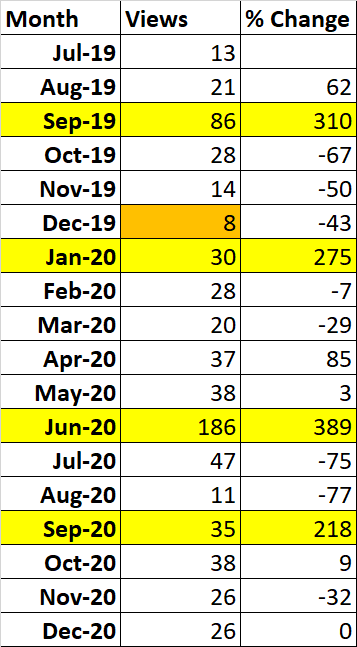 Month Views % Change
Jul-19 13
Aug-19 21 62
Sep-19 86 310
Oct-19 28 -67
Nov-19 14 -50
Dec-19 8 -43
Jan-20 30 275
Feb-20 28 -7
Mar-20 20 -29
Apr-20 37 85
May-20 38 3
Jun-20 186 389
Jul-20 47 -75
Aug-20 11 -77
Sep-20 35 218
Oct-20 38 9
Nov-20 26 -32
Dec-20 26 0